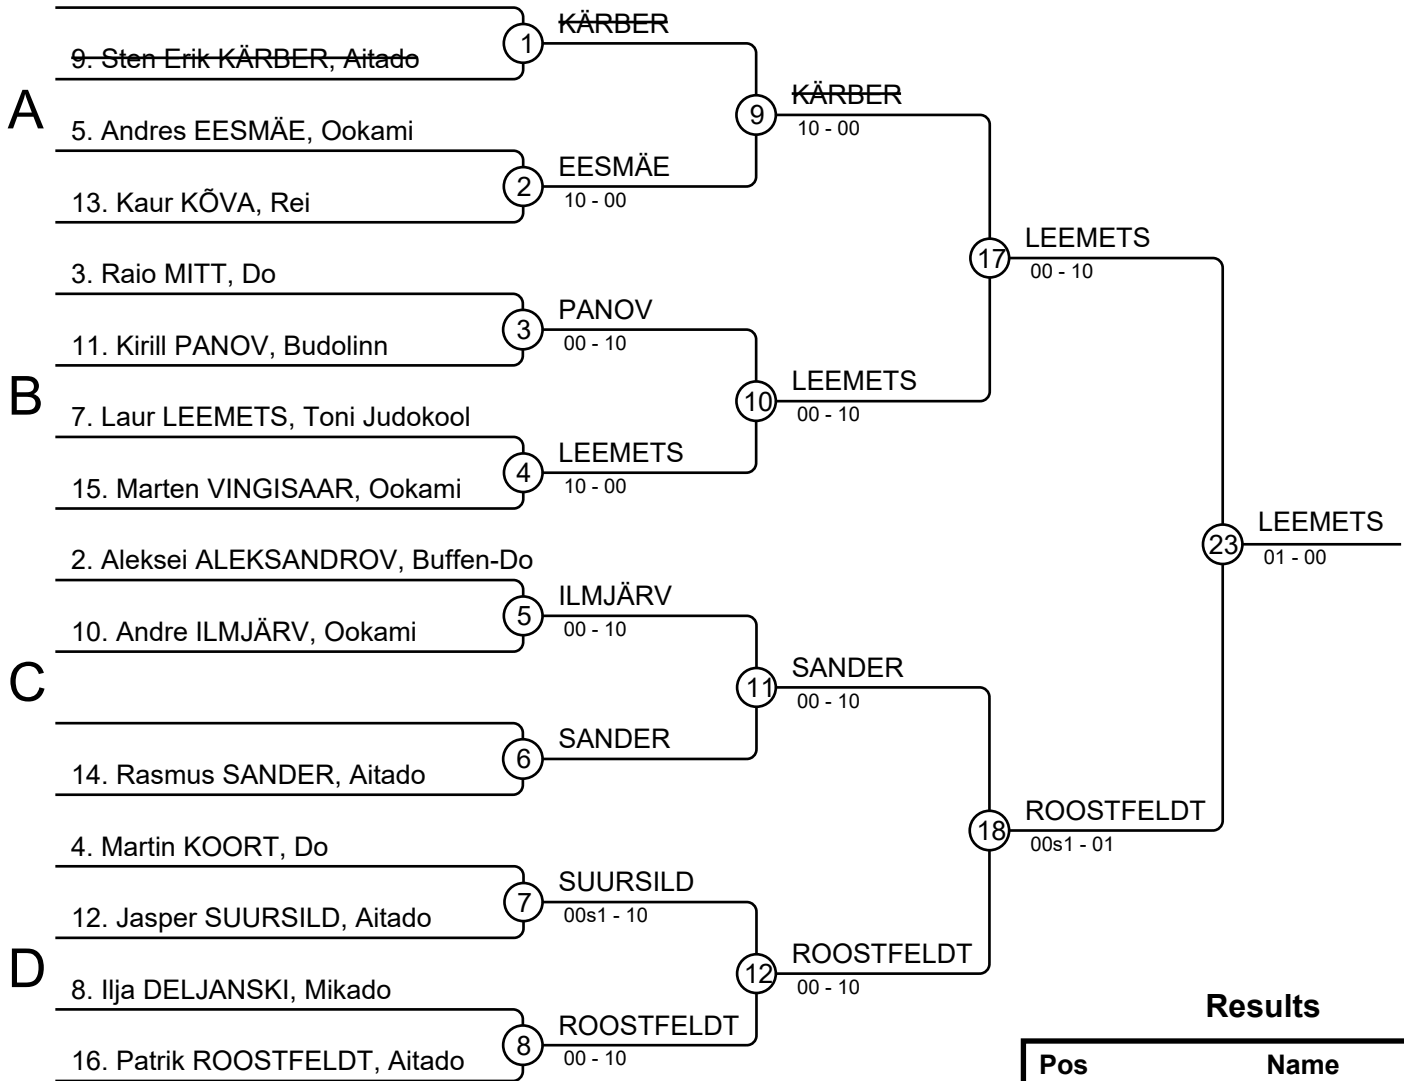 KÄRBER
1
9. Sten Erik KÄRBER, Aitado
A
KÄRBER
9
10 - 00
5. Andres EESMÄE, Ookami
EESMÄE
2
10 - 00
13. Kaur KÕVA, Rei
LEEMETS
17
00 - 10
3. Raio MITT, Do
PANOV
3
00 - 10
11. Kirill PANOV, Budolinn
B
LEEMETS
10
00 - 10
7. Laur LEEMETS, Toni Judokool
LEEMETS
4
10 - 00
15. Marten VINGISAAR, Ookami
LEEMETS
23
01 - 00
2. Aleksei ALEKSANDROV, Buffen-Do
ILMJÄRV
5
00 - 10
10. Andre ILMJÄRV, Ookami
C
SANDER
11
00 - 10
SANDER
6
14. Rasmus SANDER, Aitado
ROOSTFELDT
18
00s1 - 01
4. Martin KOORT, Do
SUURSILD
7
00s1 - 10
12. Jasper SUURSILD, Aitado
D
ROOSTFELDT
12
00 - 10
8. Ilja DELJANSKI, Mikado
ROOSTFELDT
8
00 - 10
16. Patrik ROOSTFELDT, Aitado
Results
Pos Name